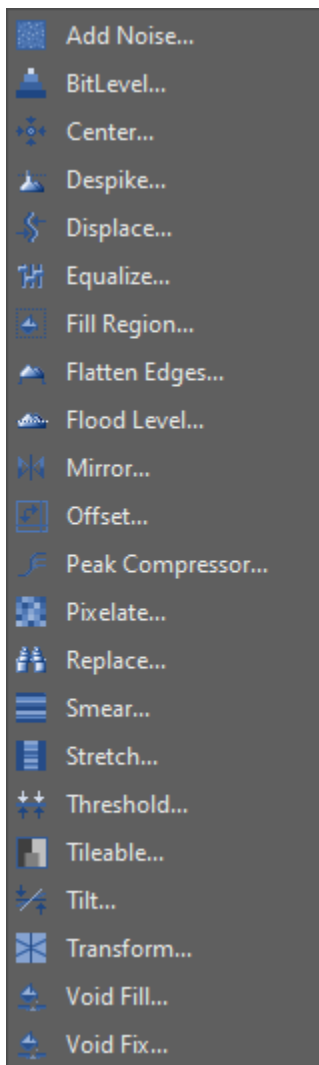 Add Noise...
BitLevel...
Center...
Despike...
Displace...
Equalize...
Fill Region...
Flatten Edges...
Flood Level...
Mirror...
Offset...
Peak Compressor...
Pixelate...
Replace...
Smear...
Stretch...
Threshold...
Tileable...
Tilt...
Transform...
Void Fill...
Void Fix...